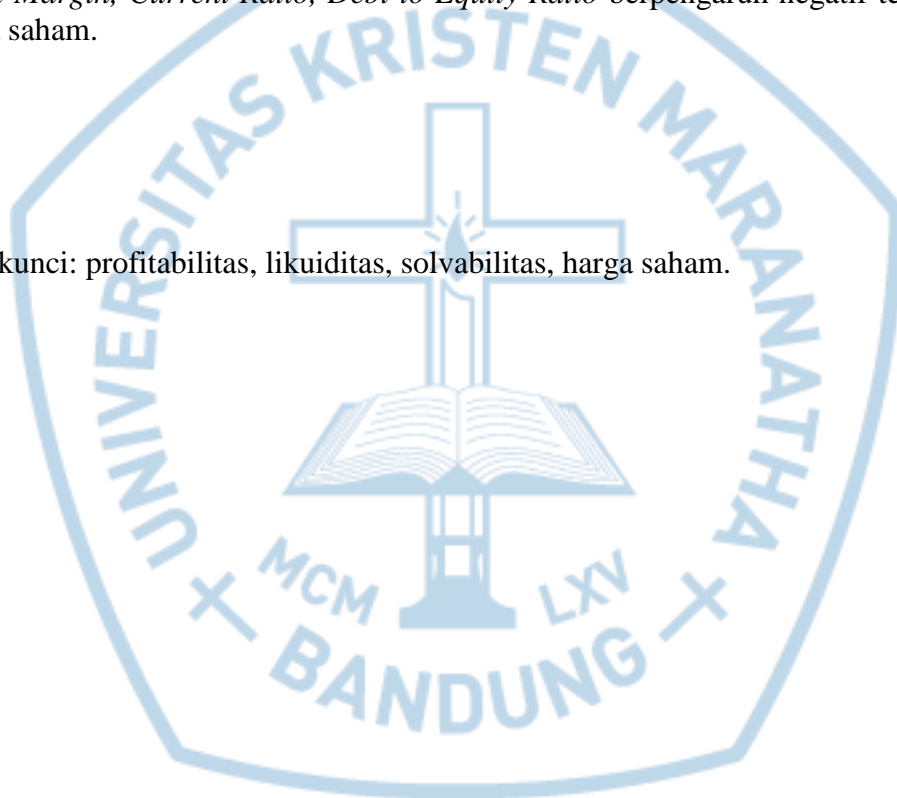 Margin, Current Ratio, Debt to Equity Ratio berpengaruh negatif
saham.
kunci: profitabilitas, likuiditas, solvabilitas, harga saham.
UNIVERSITAS KRISTEN MARANATHA
MCM LXV
BANDUNG